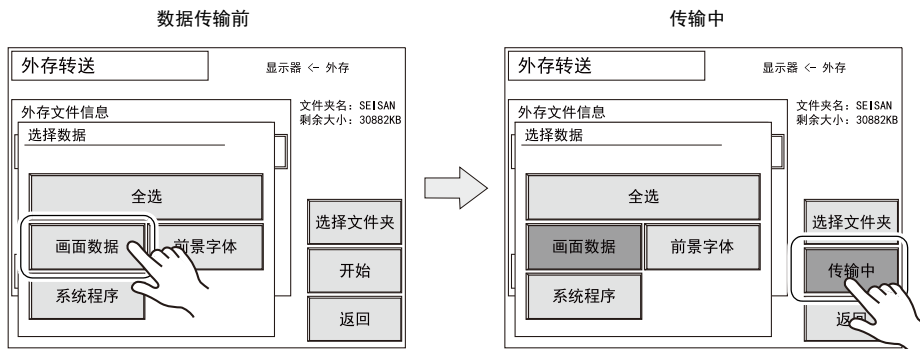 数据传输前
外存转送
显示器 <- 外存
外存文件信息
文件夹名：SEISAN
剩余大小：30882KB
选择数据
全选
选择文件夹
画面数据
前景字体
开始
系统程序
返回
传输中
外存转送
显示器 <- 外存
外存文件信息
文件夹名：SEISAN
剩余大小：30882KB
选择数据
全选
选择文件夹
画面数据
前景字体
传输中
系统程序
返回